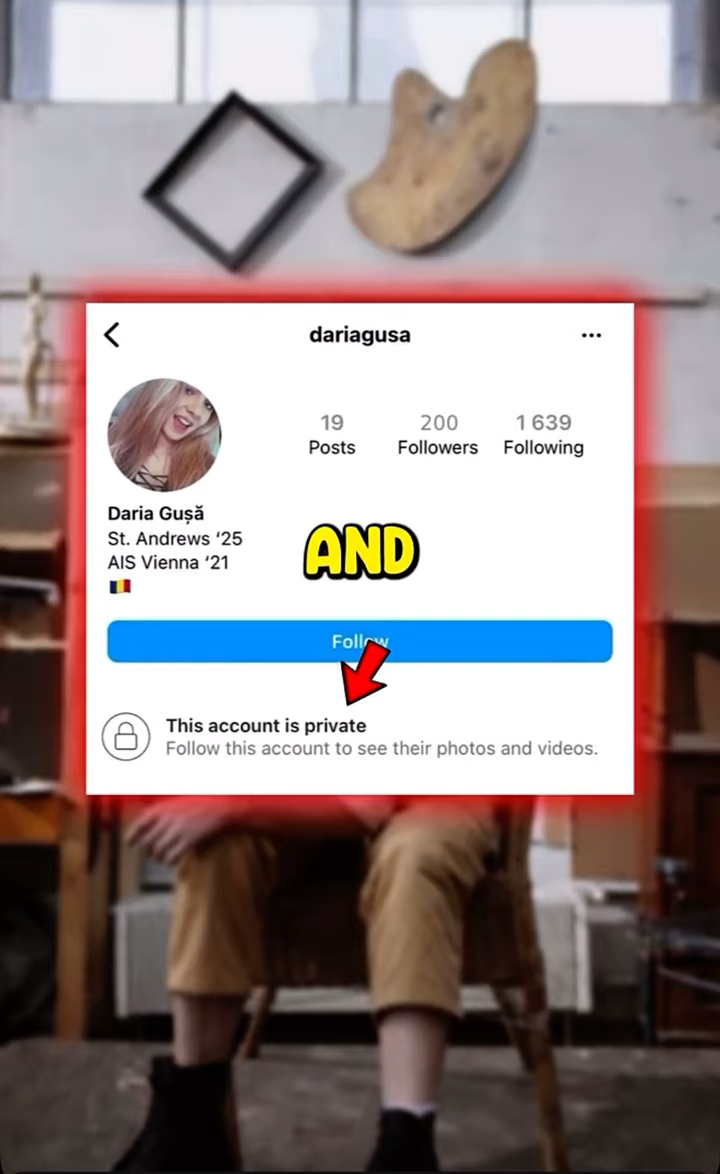 dariagusa
19 200 1 639
Posts Followers Following
Daria Gușă
St. Andrews ‘25
AIS Vienna ‘21
AND
Follow
This account is private
Follow this account to see their photos and videos.